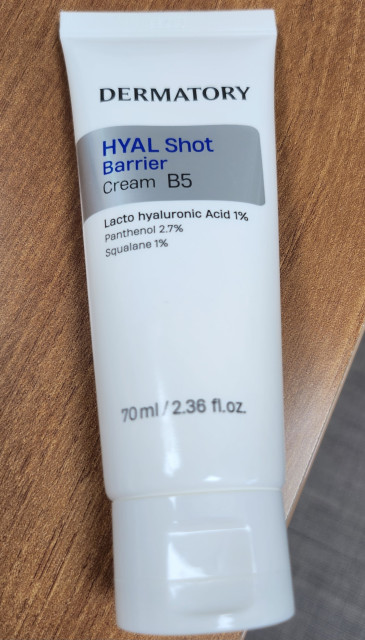 DERMATORY
HYAL Shot
Barrier
Cream B5
Lacto hyaluronic Acid 1%
Panthenol 2.7%
Squalane 1%
70ml / 2.36 fl.oz.